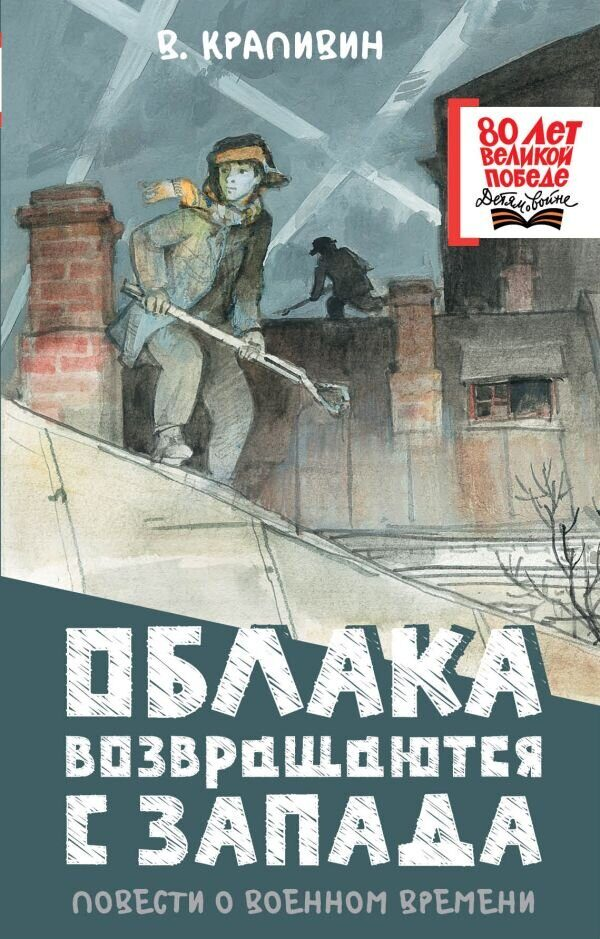 В. КРАПИВИН
80 ЛЕТ
ВЕЛИКОЙ
ПОБЕДЕ
Детям о войне
ОБЛАКА
ВОЗВРАЩАЮТСЯ
С ЗАПАДА
ПОВЕСТИ О ВОЕННОМ ВРЕМЕНИ